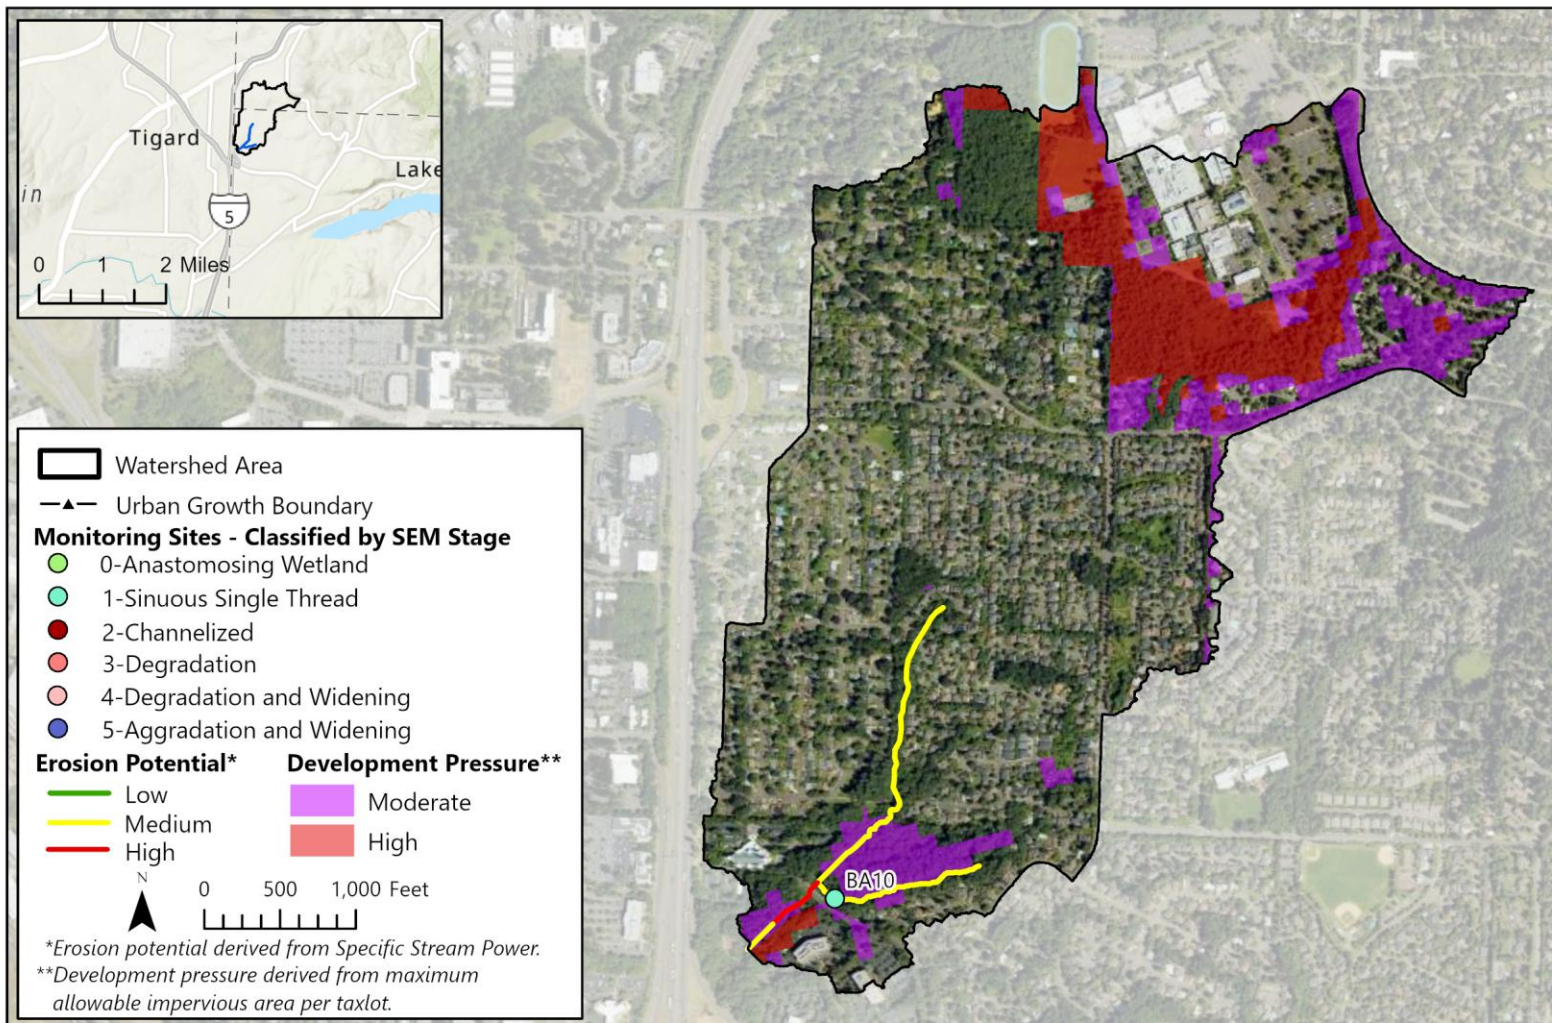 Tigard
Lake
in
5
0 1 2 Miles
Watershed Area
Urban Growth Boundary
Monitoring Sites - Classified by SEM Stage
0-Anastomosing Wetland
1-Sinuous Single Thread
2-Channelized
3-Degradation
4-Degradation and Widening
5-Aggradation and Widening
Erosion Potential* Development Pressure**
Low
Medium
High
Moderate
High
N
0 500 1,000 Feet
*Erosion potential derived from Specific Stream Power.
**Development pressure derived from maximum
allowable impervious area per taxlot.
BA10